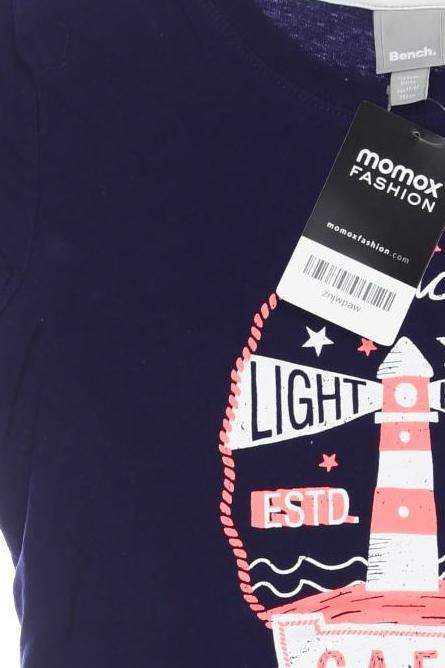 Bench.
momox
FASHION
momoxfashion.com
znjwpaw
LIGHT
ESTD.